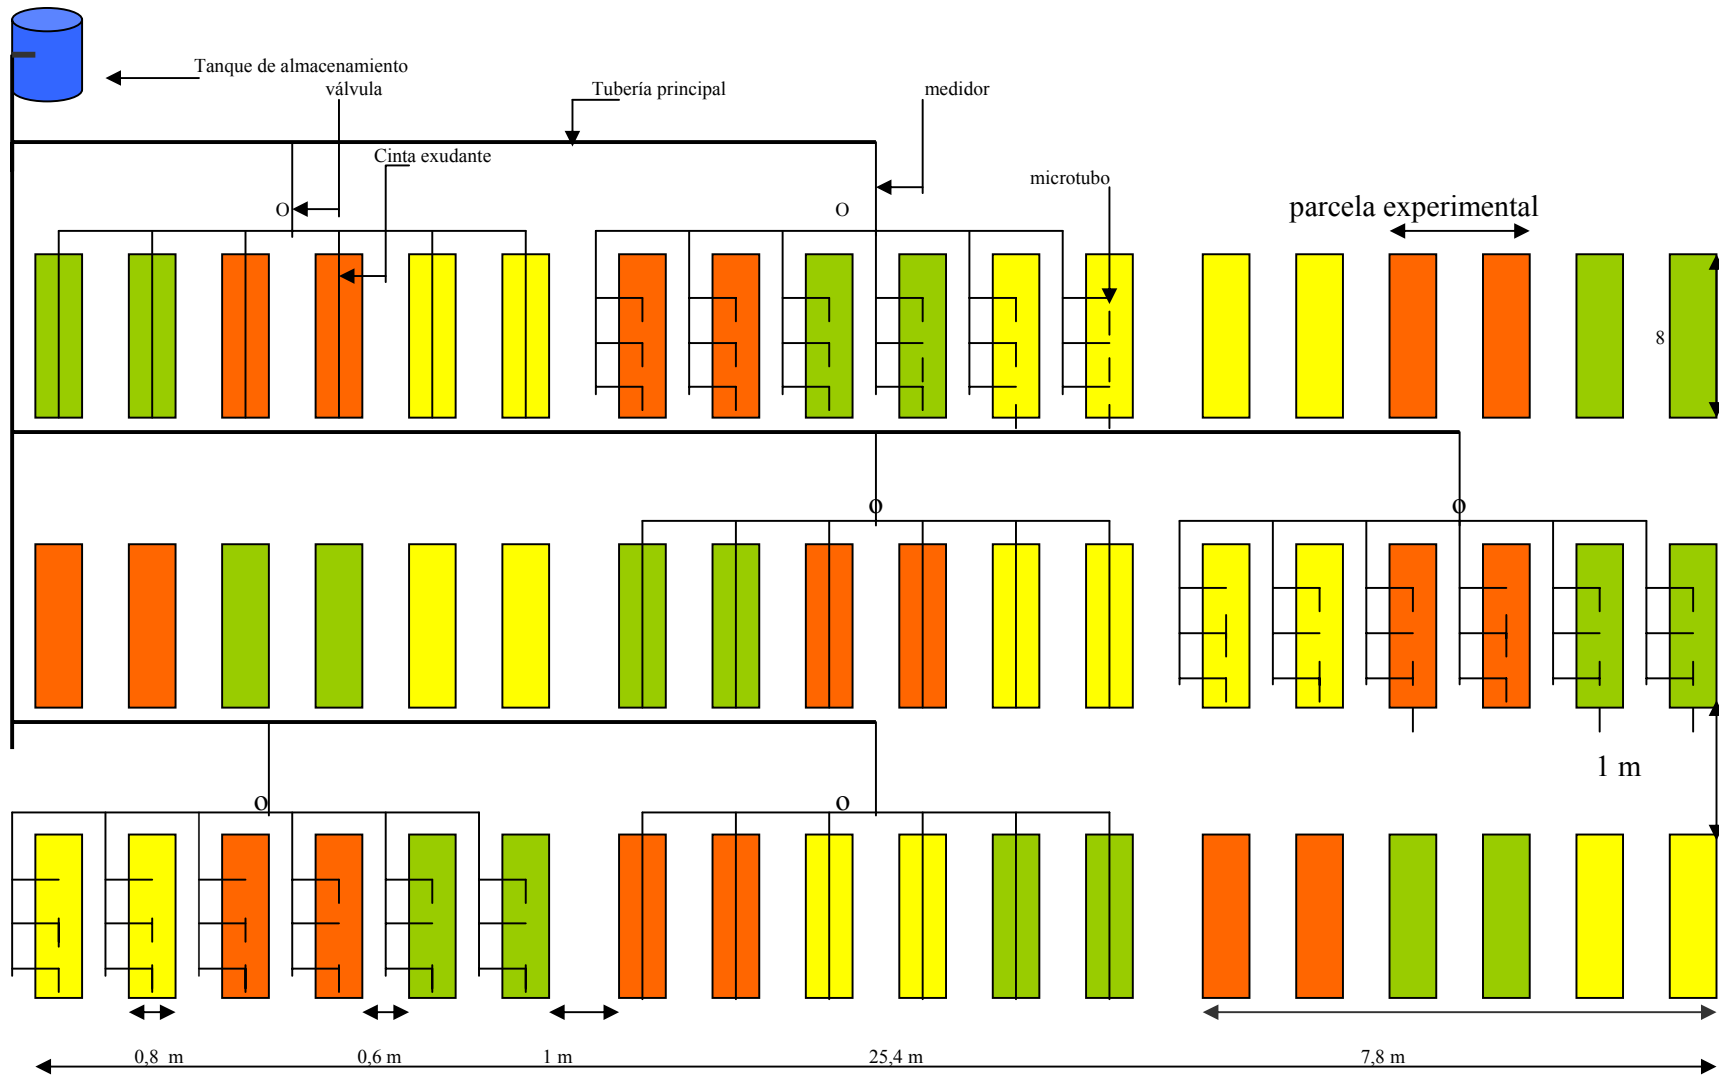 Tanque de almacenamiento
válvula
Tubería principal
medidor
Cinta exudante
microtubo
parcela experimental
O
O
8
o
o
1 m
o
o
0,8 m
0,6 m
1 m
25,4 m
7,8 m